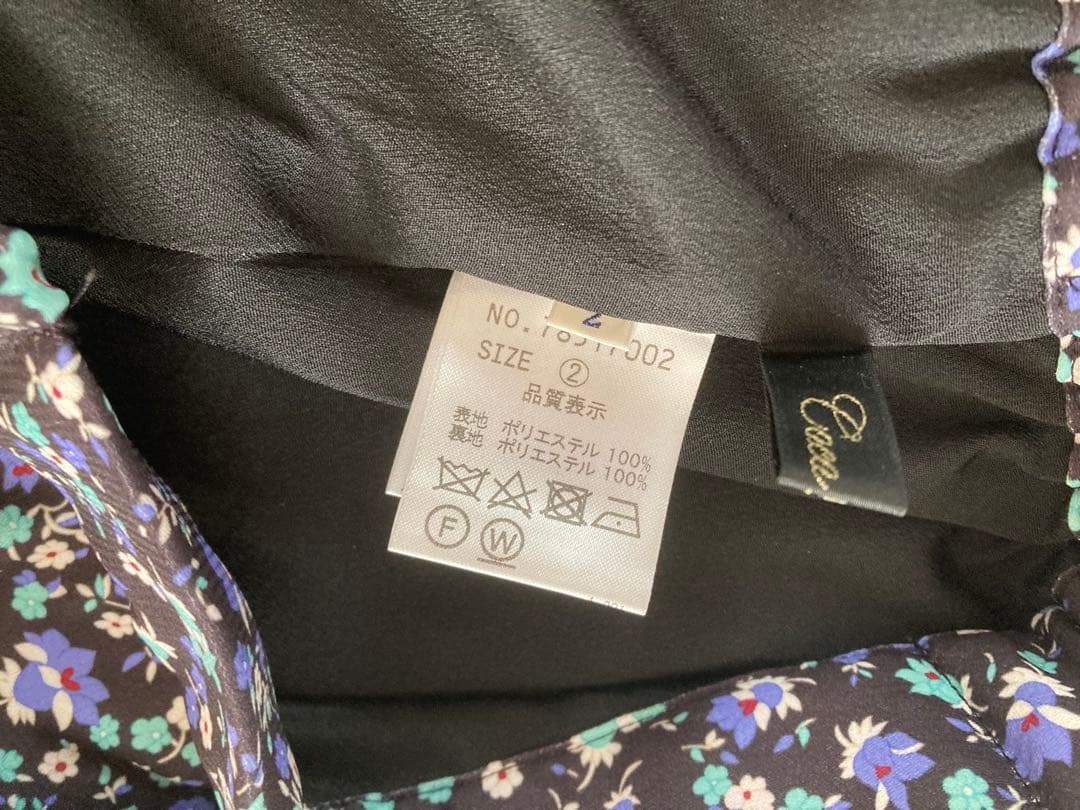 2
SIZE ②
品質表示
表地 ポリエステル 100%
裏地 ポリエステル 100%
F W